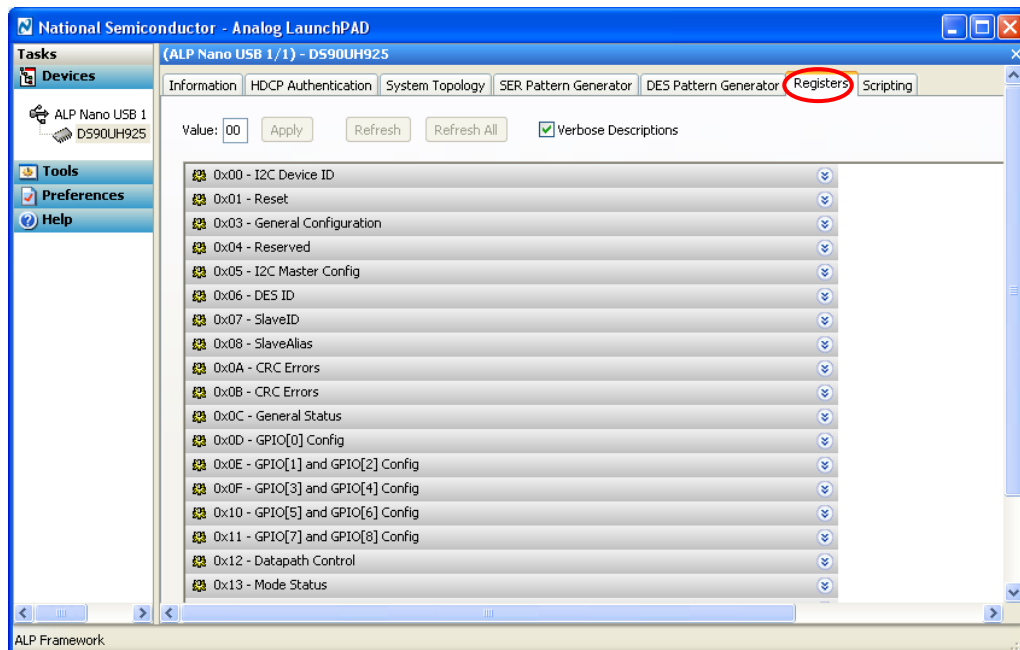 National Semiconductor - Analog LaunchPAD
Tasks
(ALP Nano USB 1/1) - DS90UH925
Devices
Information HDCP Authentication System Topology SER Pattern Generator DES Pattern Generator Registers Scripting
ALP Nano USB 1
DS90UH925
Value: 00 Apply Refresh Refresh All Verbose Descriptions
Tools
Preferences
Help
0x00 - I2C Device ID
0x01 - Reset
0x03 - General Configuration
0x04 - Reserved
0x05 - I2C Master Config
0x06 - DES ID
0x07 - SlaveID
0x08 - SlaveAlias
0x0A - CRC Errors
0x0B - CRC Errors
0x0C - General Status
0x0D - GPIO[0] Config
0x0E - GPIO[1] and GPIO[2] Config
0x0F - GPIO[3] and GPIO[4] Config
0x10 - GPIO[5] and GPIO[6] Config
0x11 - GPIO[7] and GPIO[8] Config
0x12 - Datapath Control
0x13 - Mode Status
ALP Framework